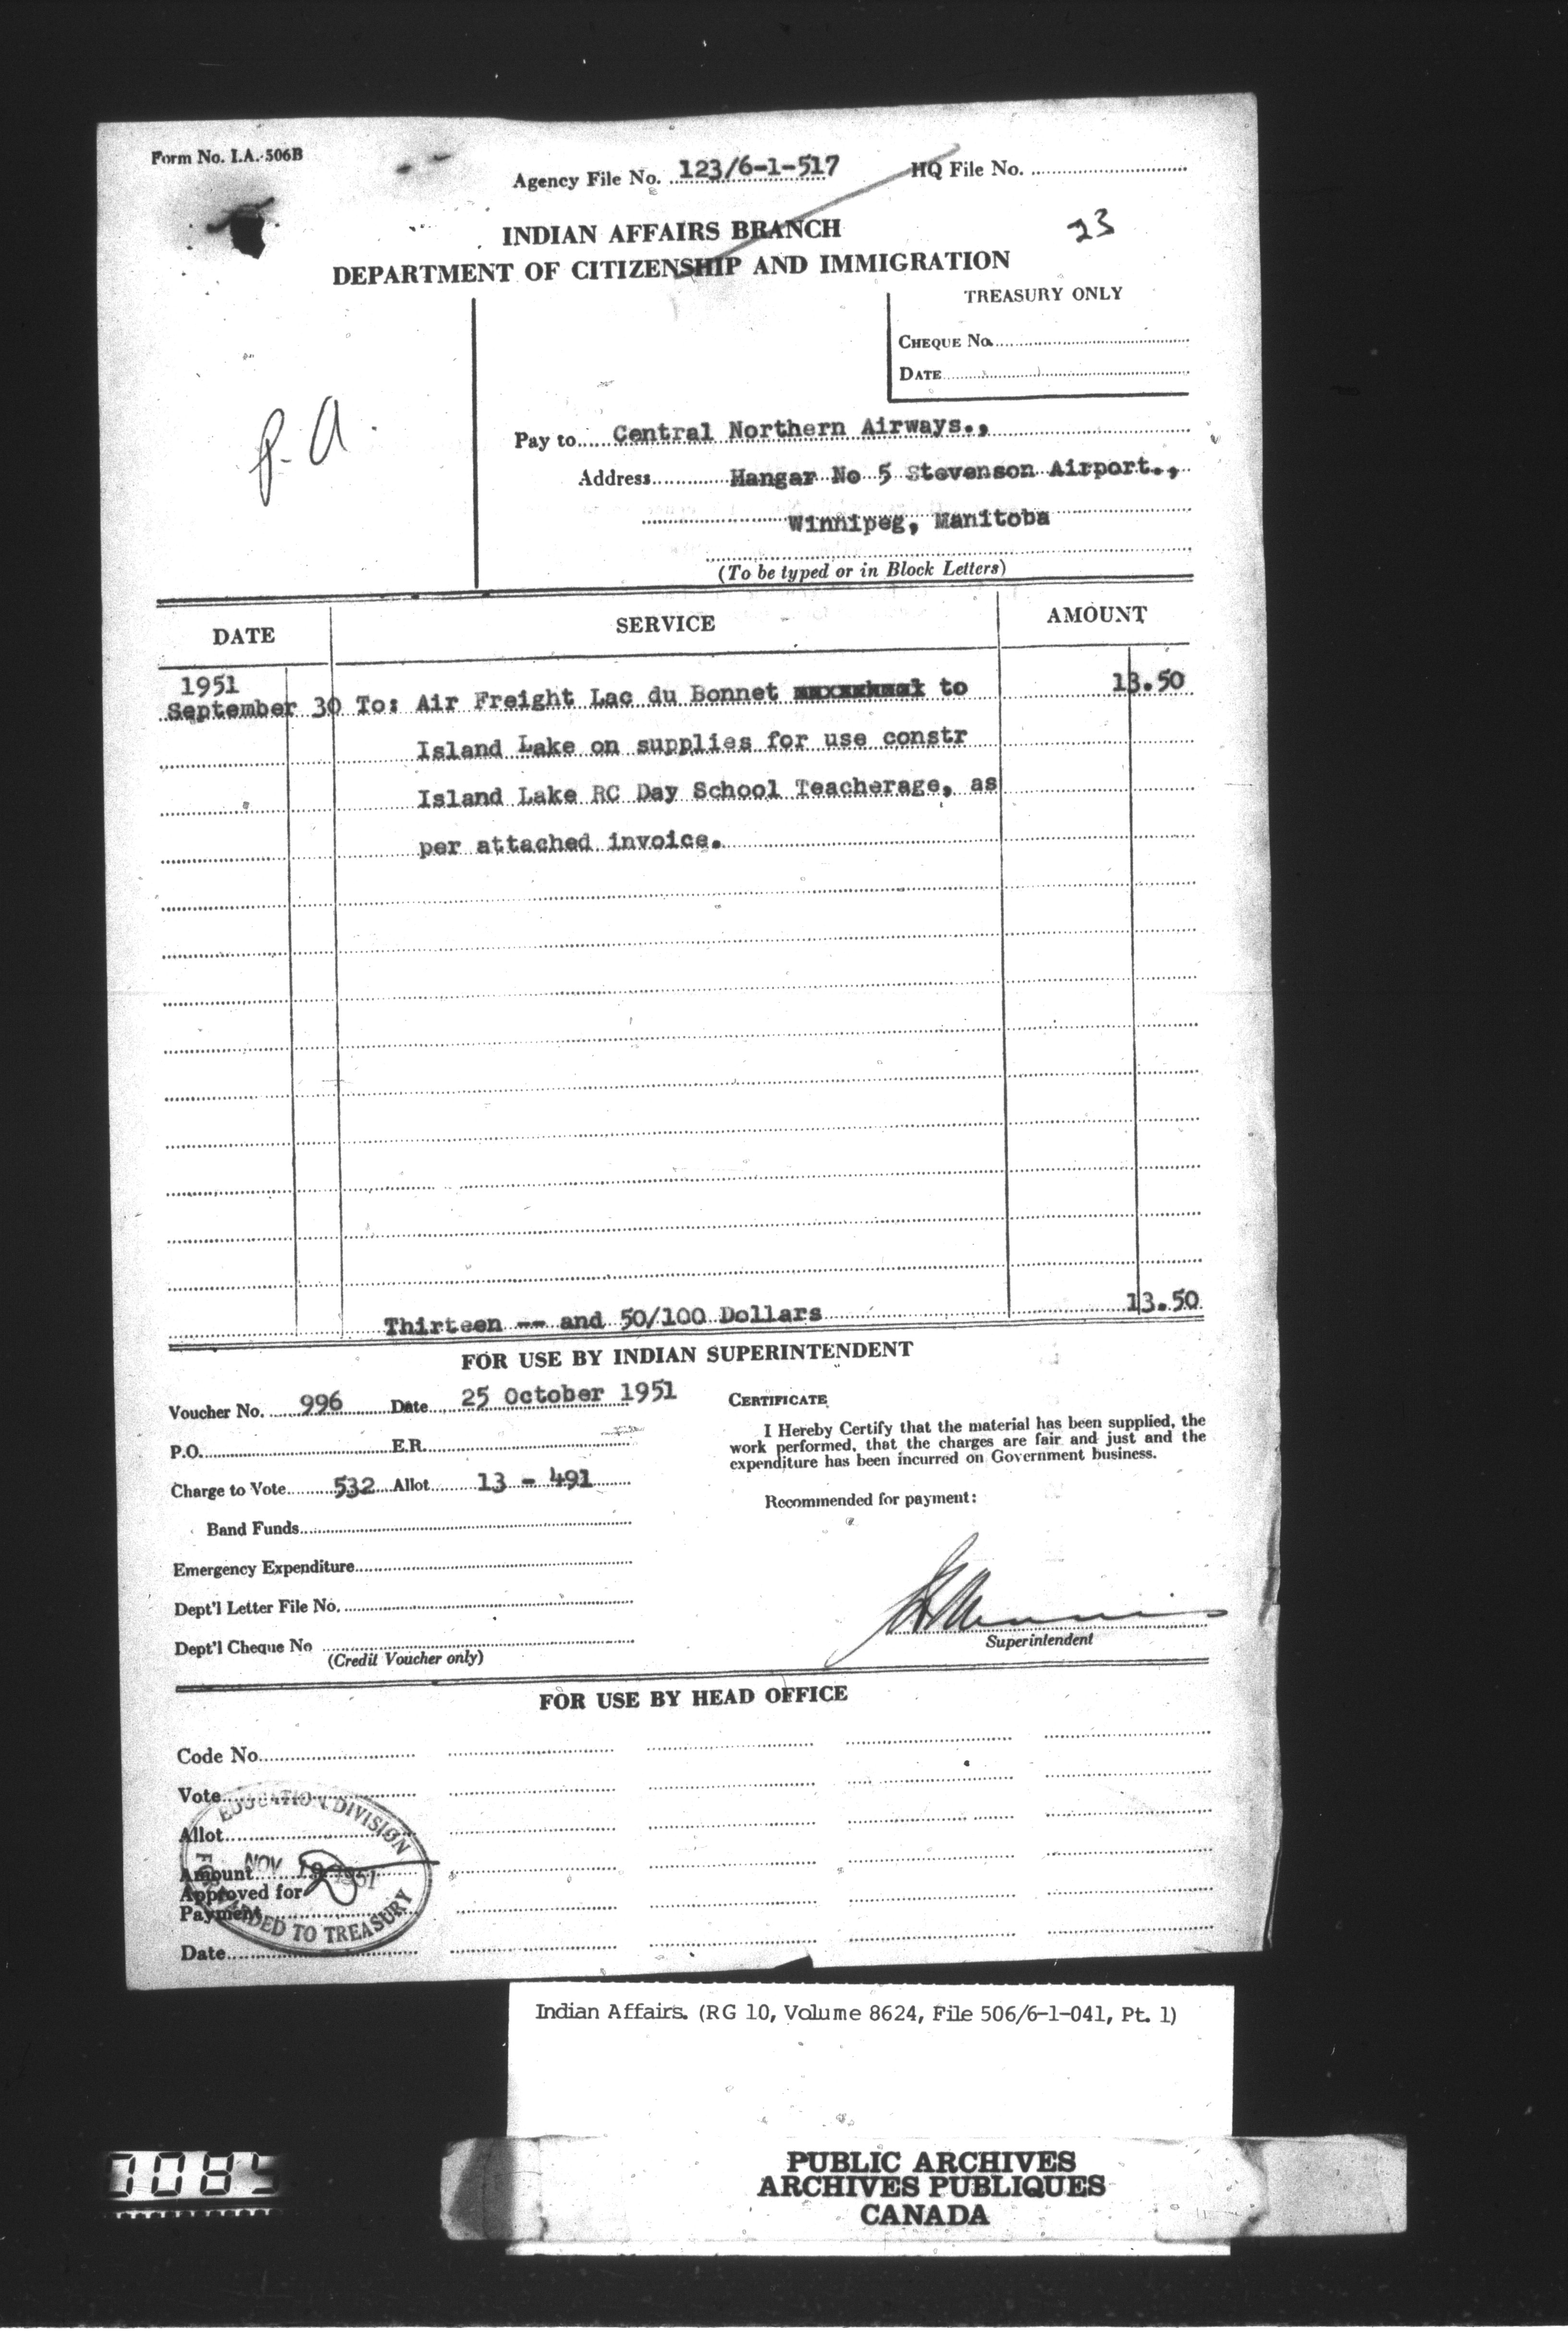 Form No. I.A.-506B
Agency File No. 123/6-1-517
HQ File No.
INDIAN AFFAIRS BRANCH
23
DEPARTMENT OF CITIZENSHIP AND IMMIGRATION
TREASURY ONLY
CHEQUE No.
DATE
P. A.
Pay to Central Northern Airways.,
Address Hangar No 5 Stevenson Airport.,
Winnipeg, Manitoba
(To be typed or in Block Letters)
DATE SERVICE AMOUNT
1951
September 30 To: Air Freight Lac du Bonnet to 13.50
Island Lake on supplies for use constr
Island Lake RC Day School Teacherage, as
per attached invoice.
Thirteen -- and 50/100 Dollars 13.50
FOR USE BY INDIAN SUPERINTENDENT
Voucher No. 996 Date 25 October 1951
P.O. E.R.
Charge to Vote 532 Allot. 13 - 491
Band Funds
Emergency Expenditure
Dept'l Letter File No.
Dept'l Cheque No
(Credit Voucher only)
CERTIFICATE
I Hereby Certify that the material has been supplied, the
work performed, that the charges are fair and just and the
expenditure has been incurred on Government business.
Recommended for payment:
Superintendent
FOR USE BY HEAD OFFICE
Code No.
Vote
Allot.
Amount
Approved for
Payment
Date
EDUCATION DIVISION
NOV 1951
TO TREASURY
Indian Affairs. (RG 10, Volume 8624, File 506/6-1-041, Pt. 1)
PUBLIC ARCHIVES
ARCHIVES PUBLIQUES
CANADA